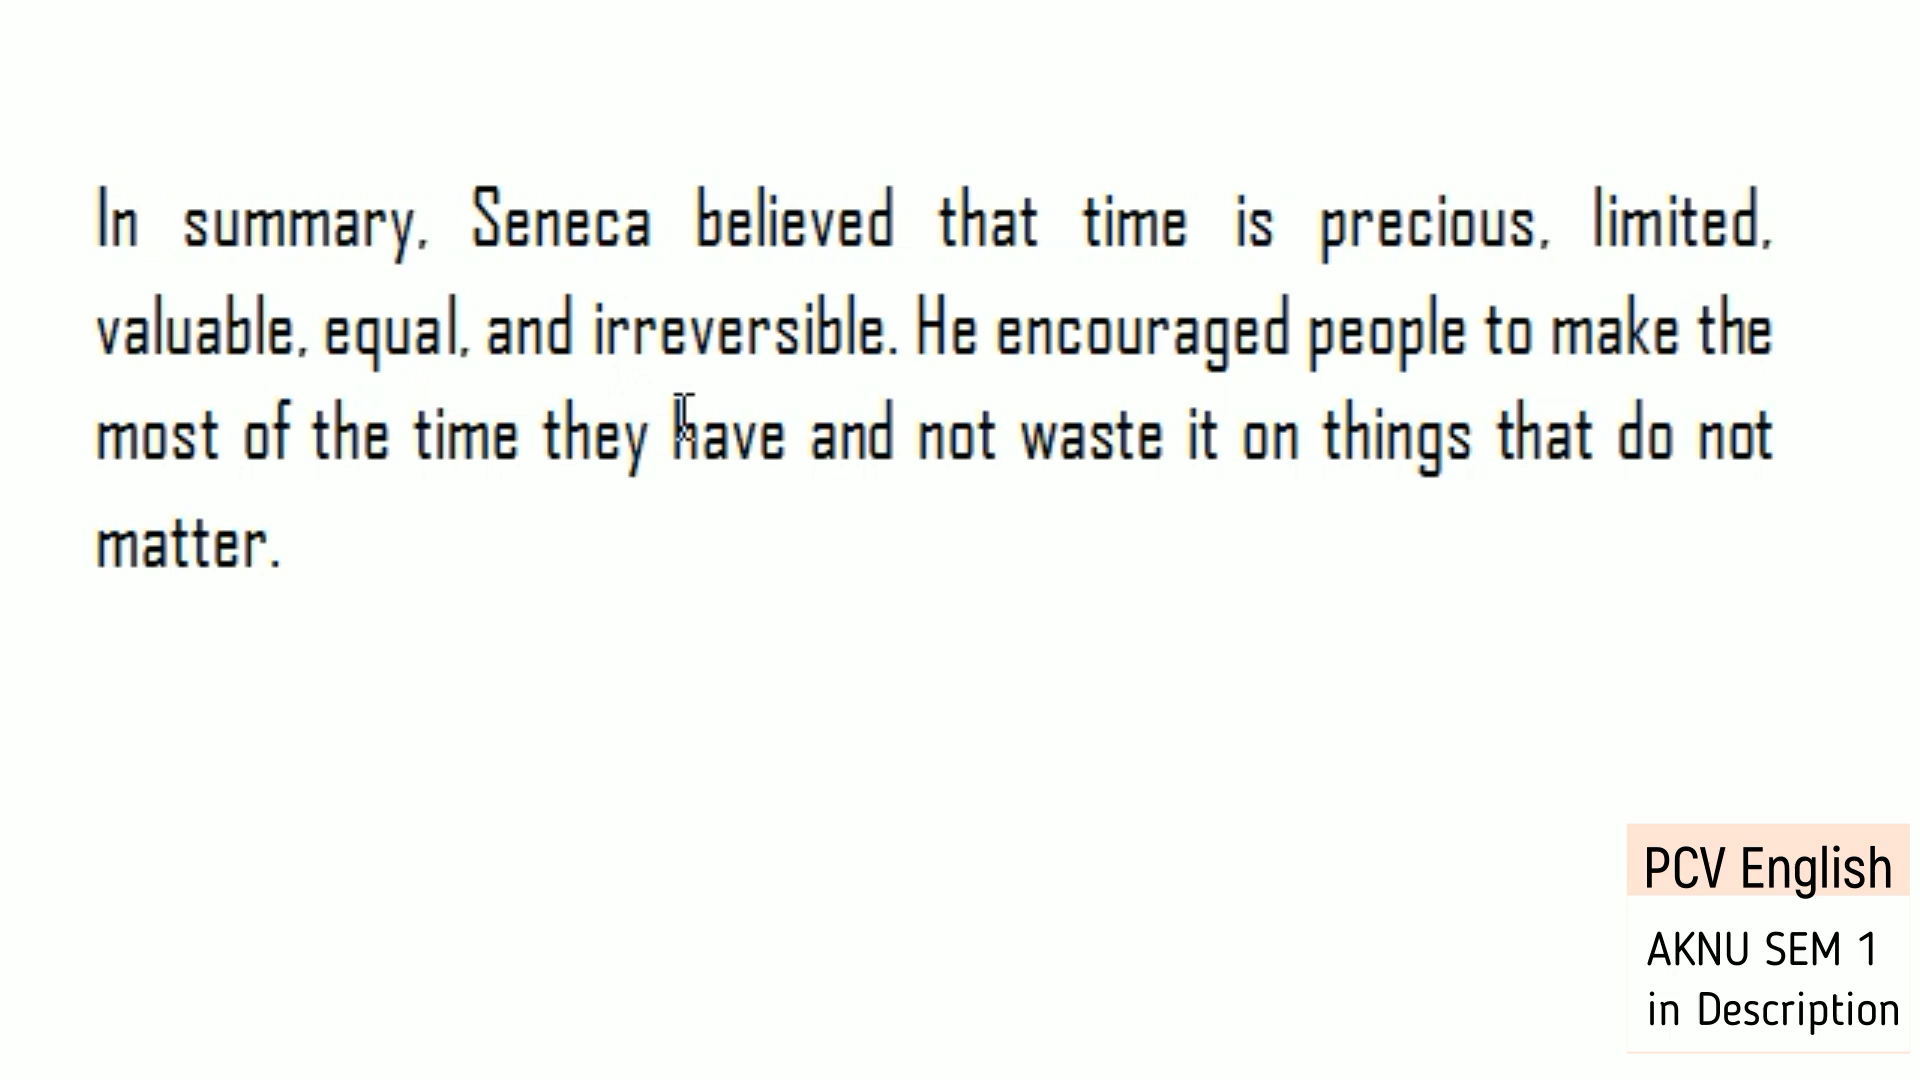 In summary, Seneca believed that time is precious, limited,
valuable, equal, and irreversible. He encouraged people to make the
most of the time they have and not waste it on things that do not
matter.
PCV English
AKNU SEM 1
in Description